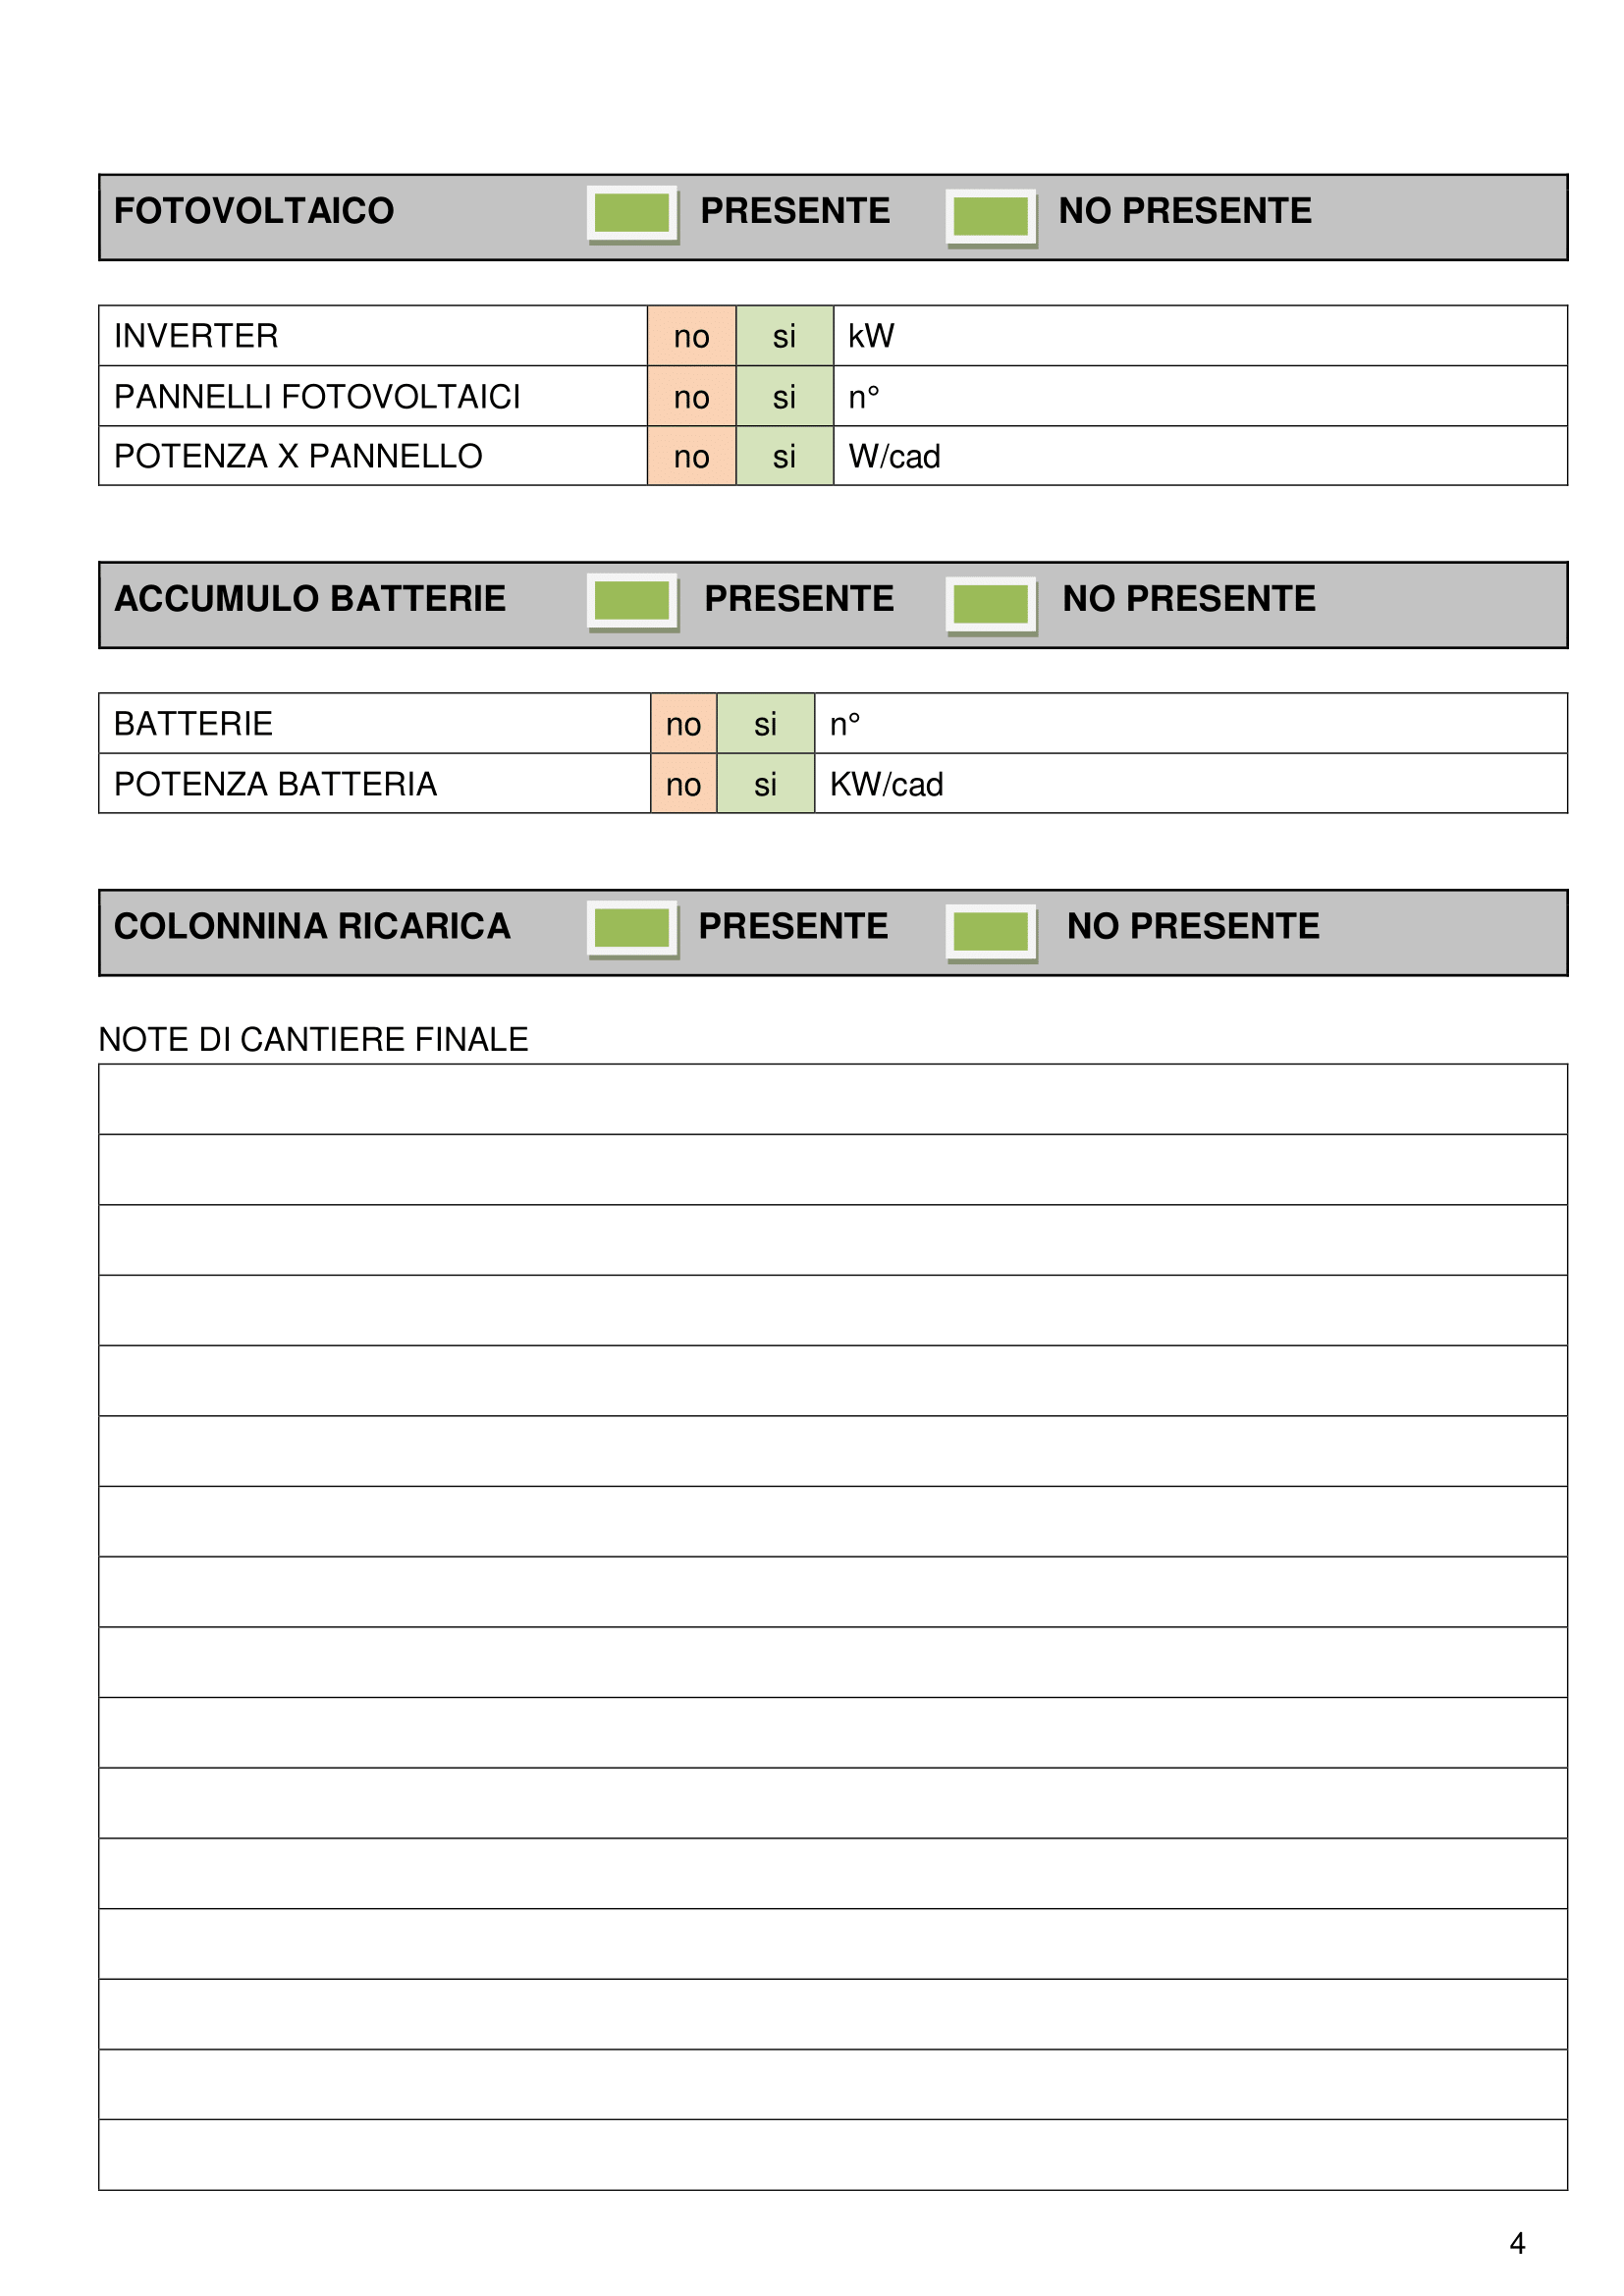 FOTOVOLTAICO PRESENTE NO PRESENTE
INVERTER no si kW
PANNELLI FOTOVOLTAICI no si n°
POTENZA X PANNELLO no si W/cad
ACCUMULO BATTERIE PRESENTE NO PRESENTE
BATTERIE no si n°
POTENZA BATTERIA no si KW/cad
COLONNINA RICARICA PRESENTE NO PRESENTE
NOTE DI CANTIERE FINALE
4